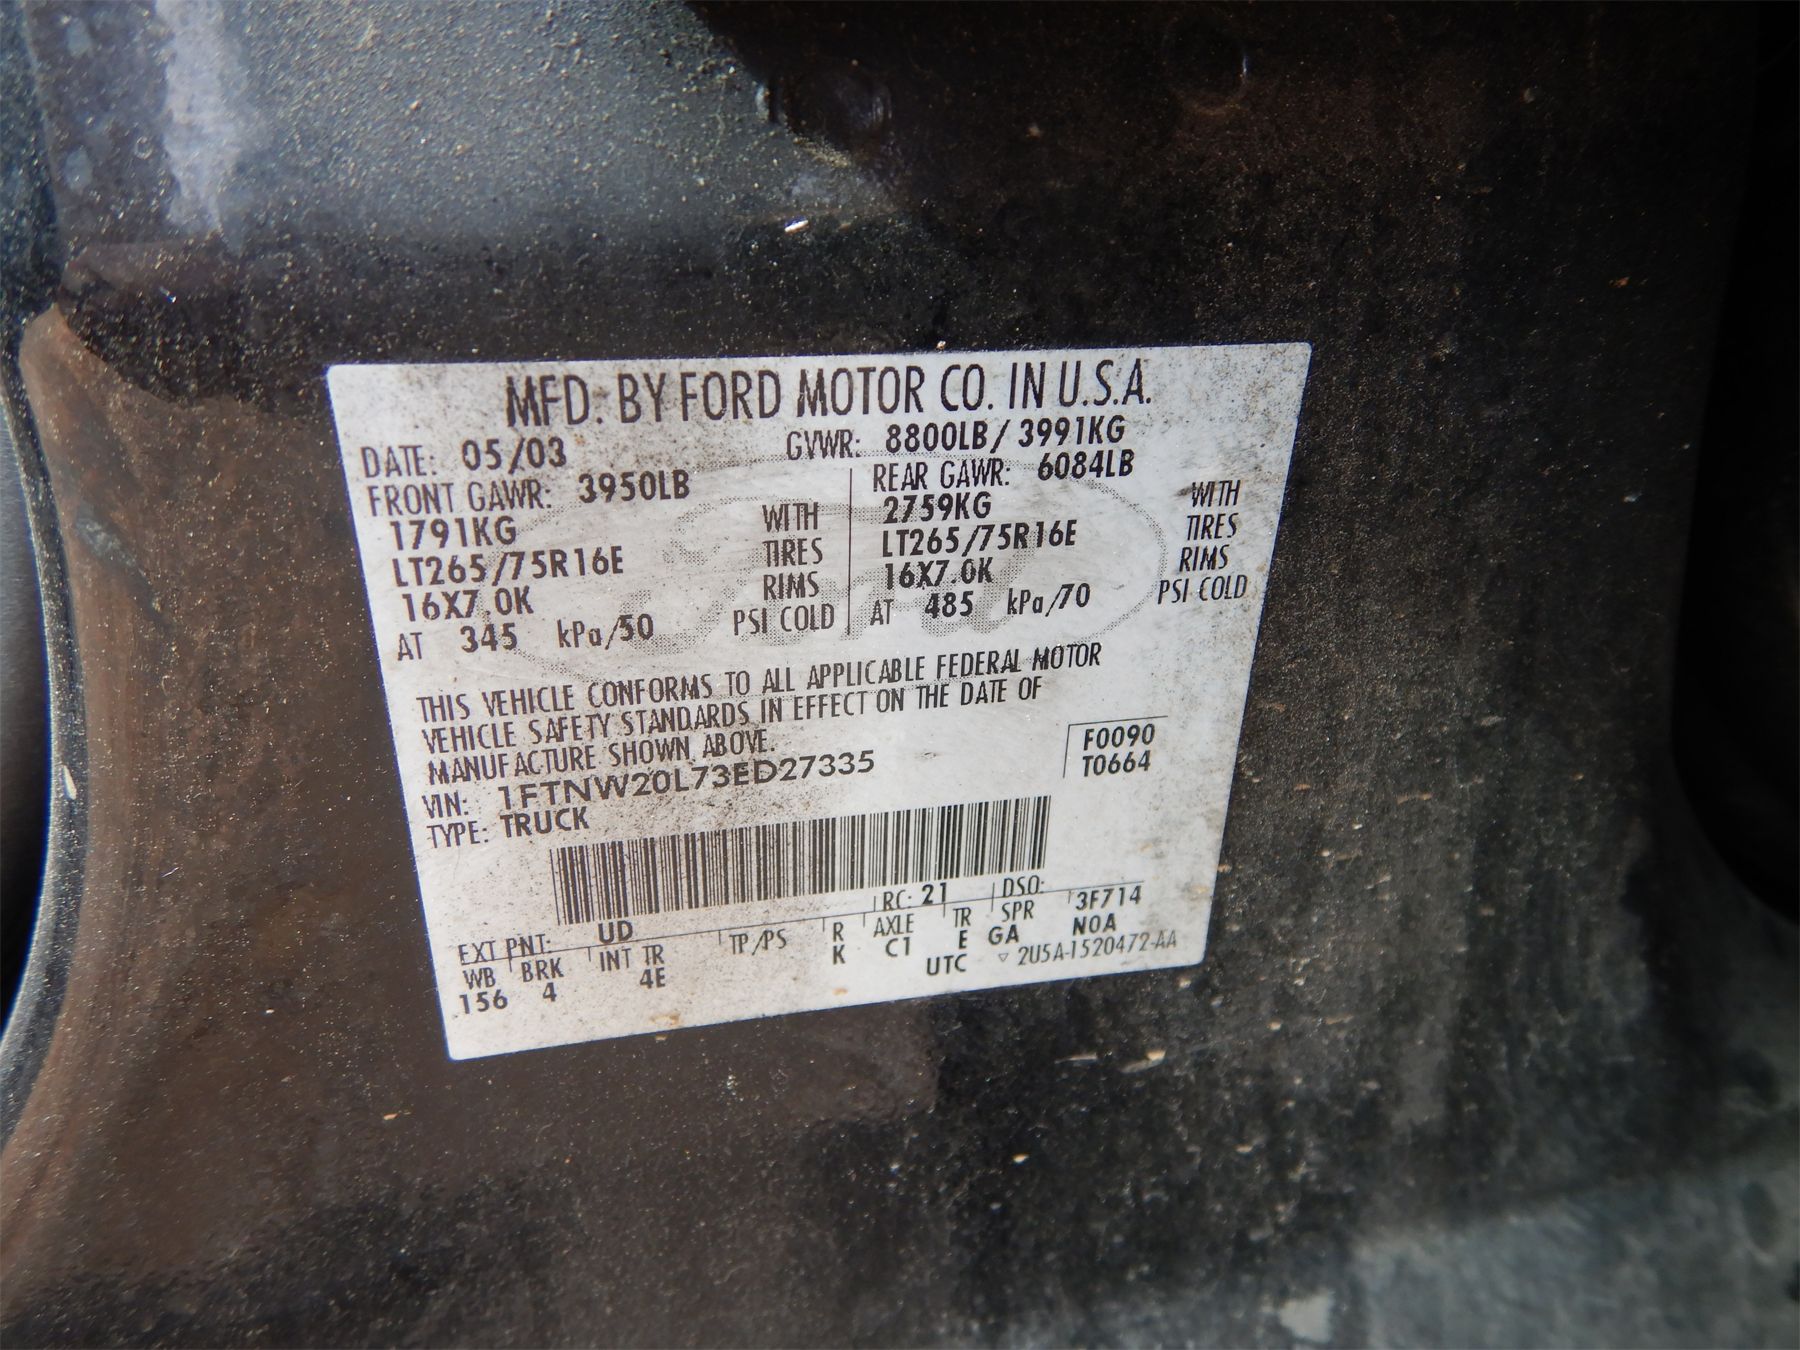 MFD. BY FORD MOTOR CO. IN U.S.A.
DATE: 05/03 GVWR: 8800LB/ 3991KG
FRONT GAWR: 3950LB REAR GAWR: 6084LB
1791KG WITH 2759KG WITH
LT265/75R16E TIRES LT265/75R16E TIRES
16X7.0K RIMS 16X7.0K RIMS
AT 345 kPa/50 PSI COLD AT 485 kPa/70 PSI COLD
THIS VEHICLE CONFORMS TO ALL APPLICABLE FEDERAL MOTOR
VEHICLE SAFETY STANDARDS IN EFFECT ON THE DATE OF
MANUFACTURE SHOWN ABOVE.
F0090
VIN: 1FTNW20L73ED27335 T0664
TYPE: TRUCK
EXT PNT: UD RC: 21 DSO:
WB BRK INT TR TP/PS R AXLE TR SPR 3F714
156 4 4E K C1 E GA N0A
UTC ▽ 2U5A-1520472-AA
Ford